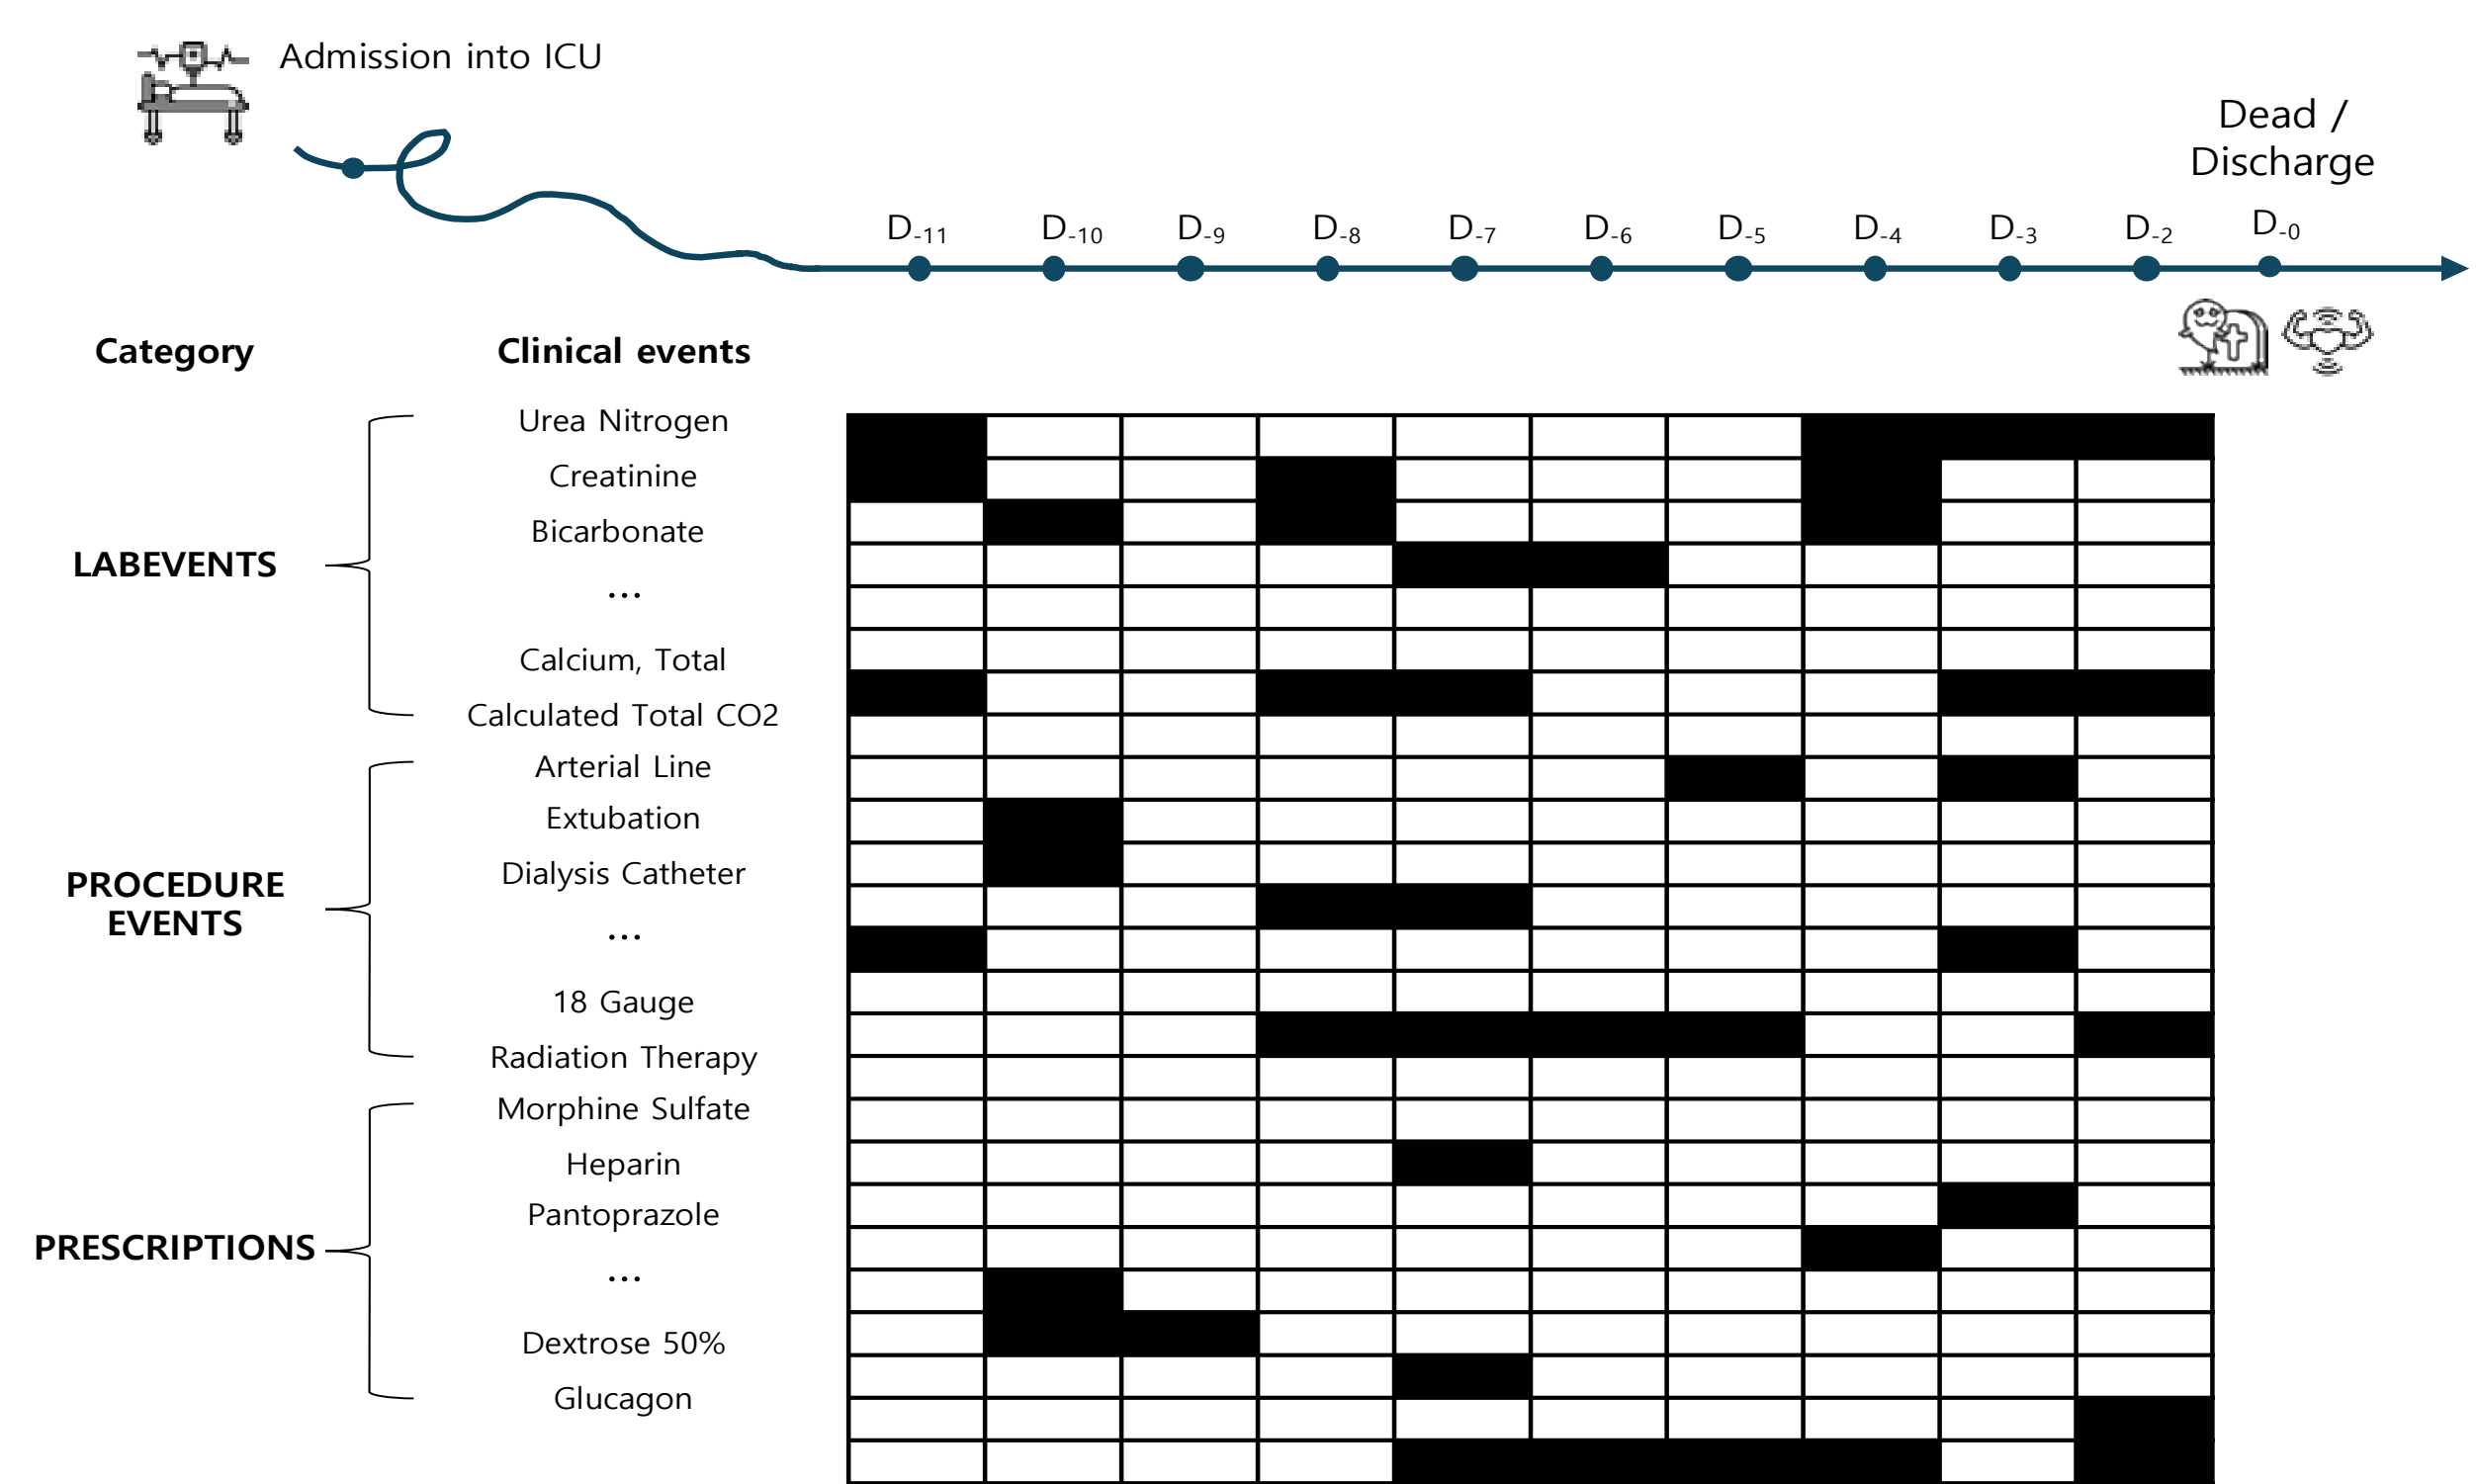 Admission into ICU
Dead /
Discharge
D-11 D-10 D-9 D-8 D-7 D-6 D-5 D-4 D-3 D-2 D-0
Category Clinical events
LABEVENTS
Urea Nitrogen
Creatinine
Bicarbonate
...
Calcium, Total
Calculated Total CO2
PROCEDURE
EVENTS
Arterial Line
Extubation
Dialysis Catheter
...
18 Gauge
Radiation Therapy
PRESCRIPTIONS
Morphine Sulfate
Heparin
Pantoprazole
...
Dextrose 50%
Glucagon